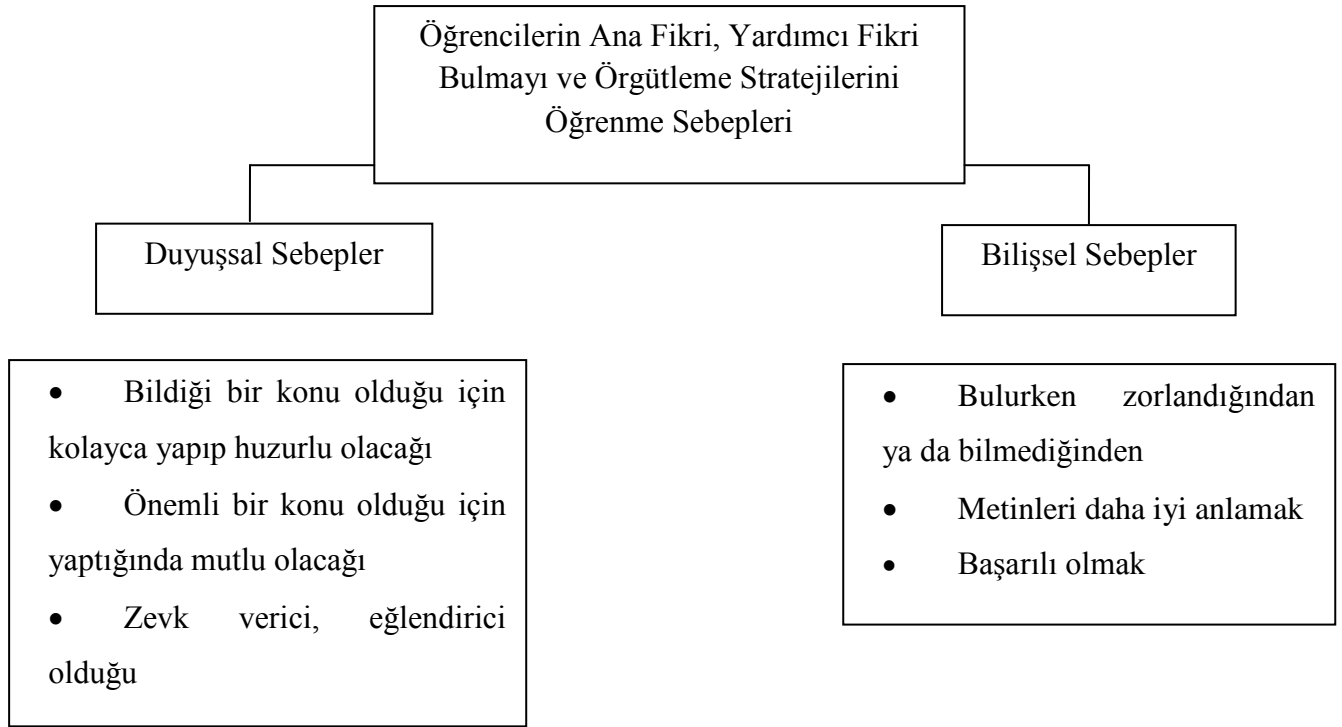 Öğrencilerin Ana Fikri, Yardımcı Fikri
Bulmayı ve Örgütleme Stratejilerini
Öğrenme Sebepleri
Duyuşsal Sebepler
Bilişsel Sebepler
• Bildiği bir konu olduğu için
kolayca yapıp huzurlu olacağı
• Önemli bir konu olduğu için
yaptığında mutlu olacağı
• Zevk verici, eğlendirici
olduğu
• Bulurken zorlandığından
ya da bilmediğinden
• Metinleri daha iyi anlamak
• Başarılı olmak